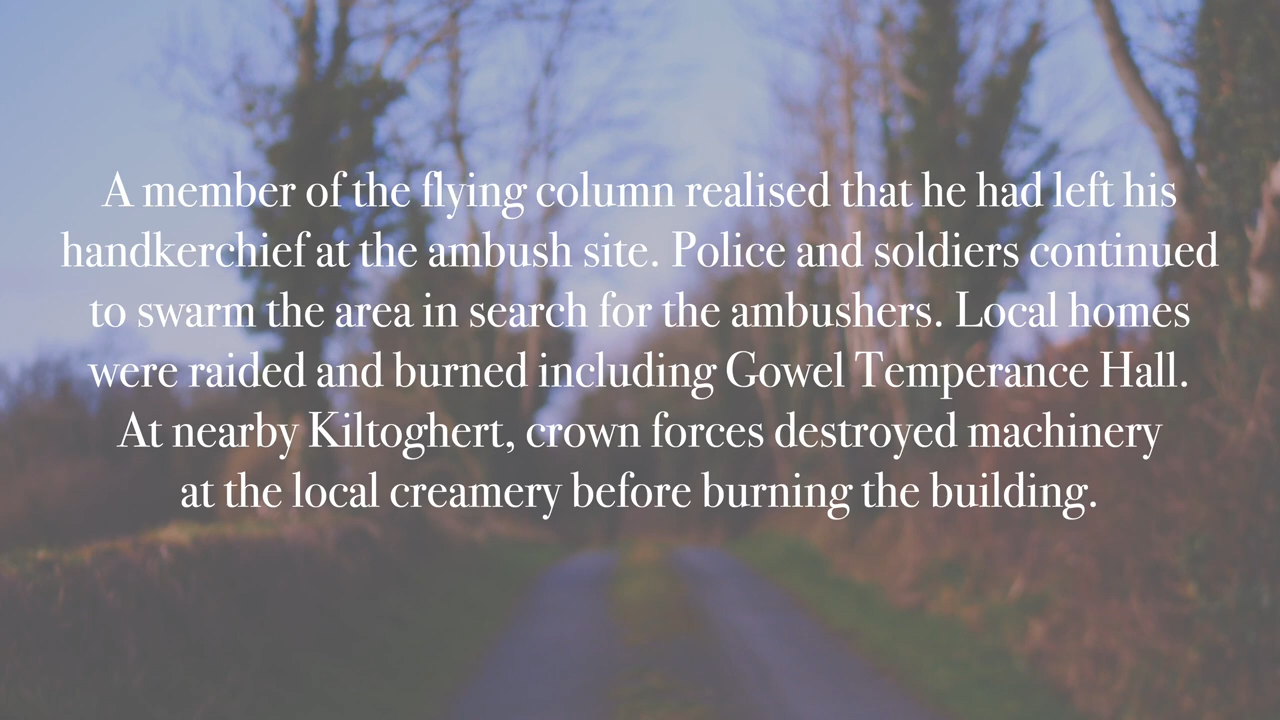 A member of the flying column realised that he had left his
handkerchief at the ambush site. Police and soldiers continued
to swarm the area in search for the ambushers. Local homes
were raided and burned including Gowel Temperance Hall.
At nearby Kiltoghert, crown forces destroyed machinery
at the local creamery before burning the building.